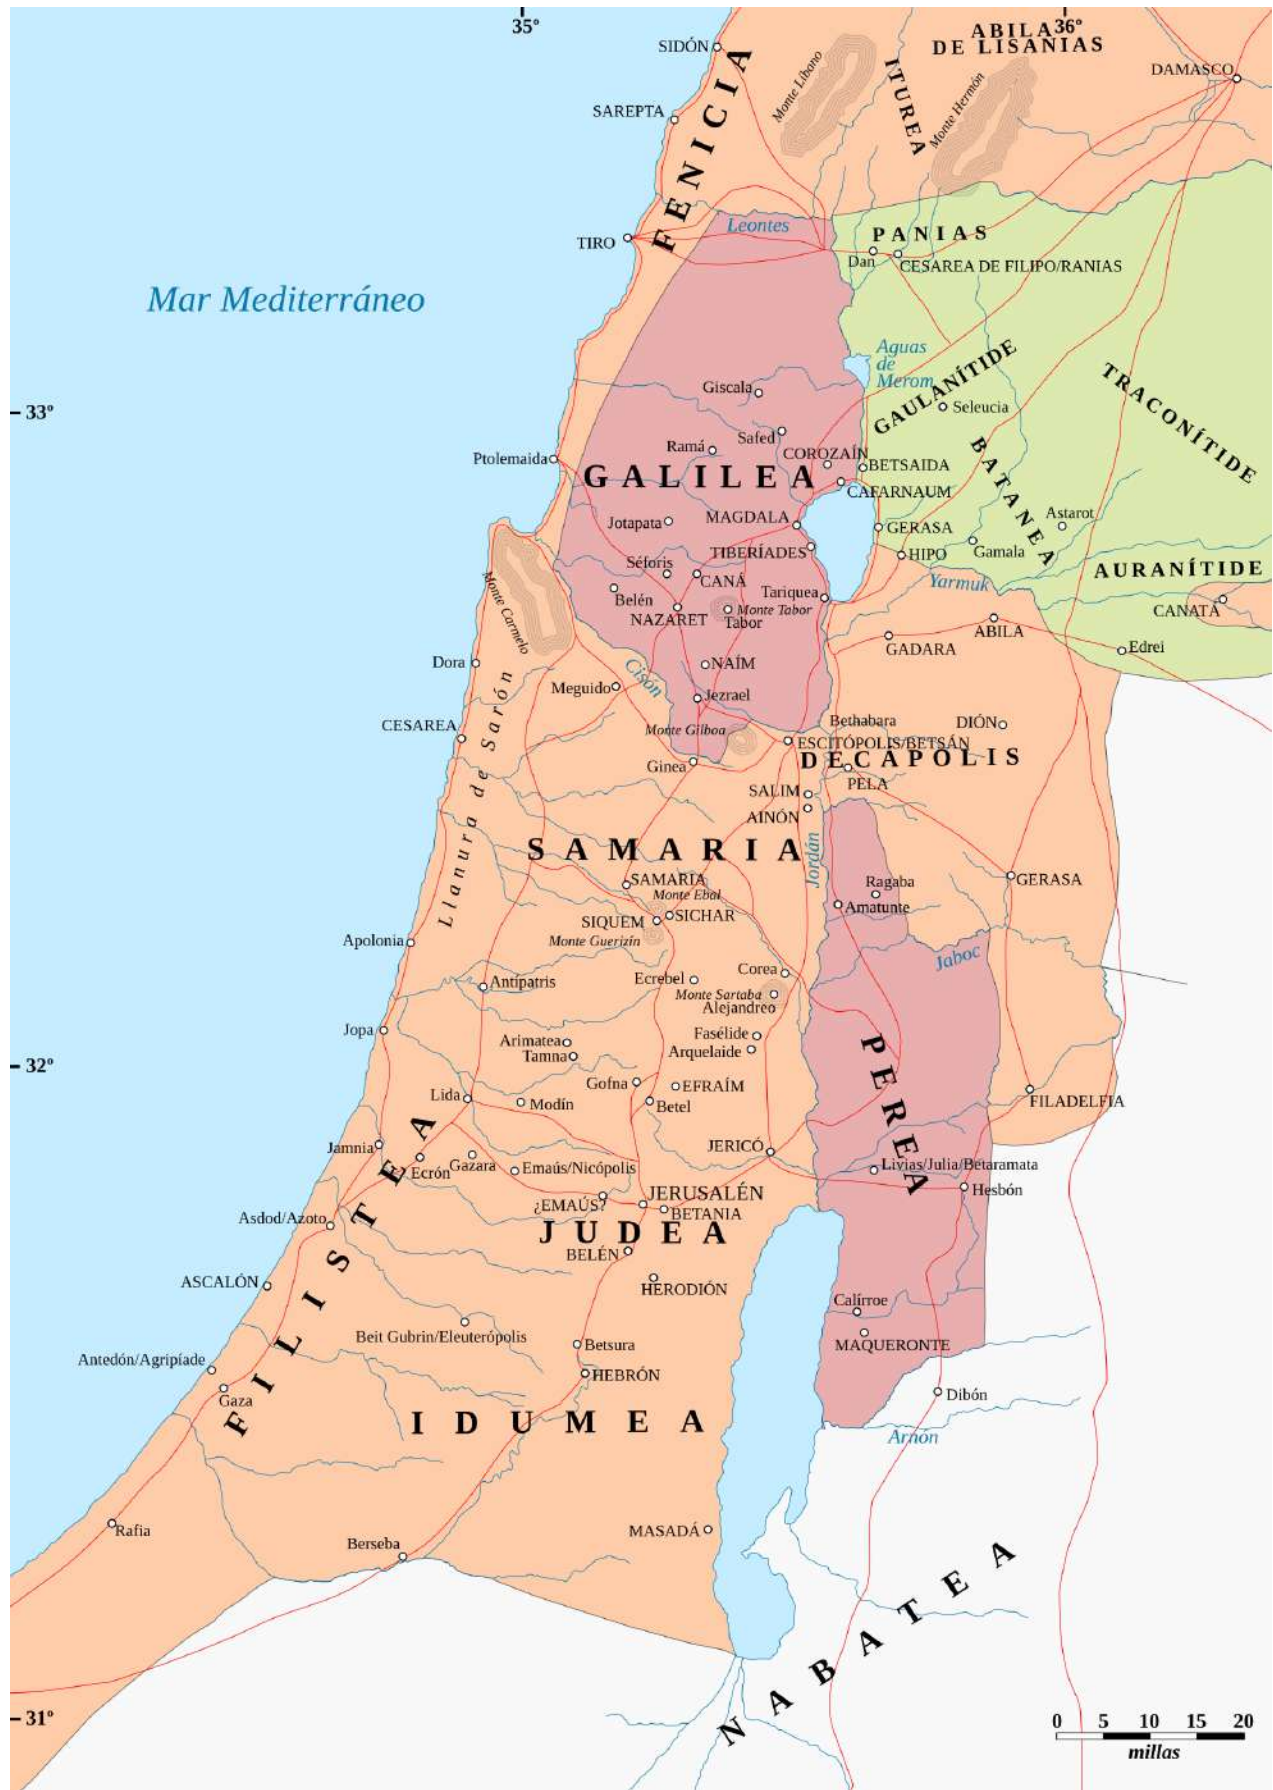 35º
36º
SIDÓN
ABILA
DE LISANIAS
DAMASCO
Monte Líbano
ITUREA
Monte Hermón
SAREPTA
FENICIA
Leontes
PANIAS
TIRO
Dan
CESAREA DE FILIPO/RANIAS
Mar Mediterráneo
Aguas
de
Merom
GAULANÍTIDE
TRACONÍTIDE
Giscala
Seleucia
33º
Safed
Ramá
BATANEA
COROZAÍN
Ptolemaida
BETSAIDA
GALILEA
CAFARNAUM
Jotapata
MAGDALA
GERASA
Astarot
TIBERÍADES
HIPO
Gamala
Séforis
CANÁ
AURANÍTIDE
Monte Carmelo
Belén
Tariquea
Yarmuk
NAZARET
Monte Tabor
Tabor
CANATÁ
ABILA
GADARA
Edrei
Dora
Cisón
NAÍM
Meguido
Jezrael
CESAREA
Llanura de Sarón
Monte Gilboa
Bethabara
DIÓN
ESCITÓPOLIS/BETSÁN
DECÁPOLIS
Ginea
PELA
SALIM
AINÓN
SAMARIA
Jordán
SAMARIA
Monte Ebal
Ragaba
GERASA
SIQUEM
SICHAR
Amatunte
Monte Guerizín
Apolonia
Jaboc
Antípatris
Ecrebel
Corea
Monte Sartaba
Alejandreo
Jopa
Arimatea
Tamna
Fasélide
Arquelaide
PEREA
32º
Gofna
EFRAÍM
Lida
Modín
Betel
FILADELFIA
Jamnia
JERICÓ
Ecrón
Gazara
Emaús/Nicópolis
Livias/Julia/Betaramata
Hesbón
FILISTEA
¿EMAÚS?
JERUSALÉN
BETANIA
Asdod/Azoto
JUDEA
BELÉN
ASCALÓN
HERODIÓN
Calírroe
Beit Gubrin/Eleuterópolis
Betsura
MAQUERONTE
Antedón/Agripíade
HEBRÓN
Gaza
Dibón
IDUMEA
Arnón
Rafia
MASADÁ
Berseba
NABATEA
31º
0 5 10 15 20
millas